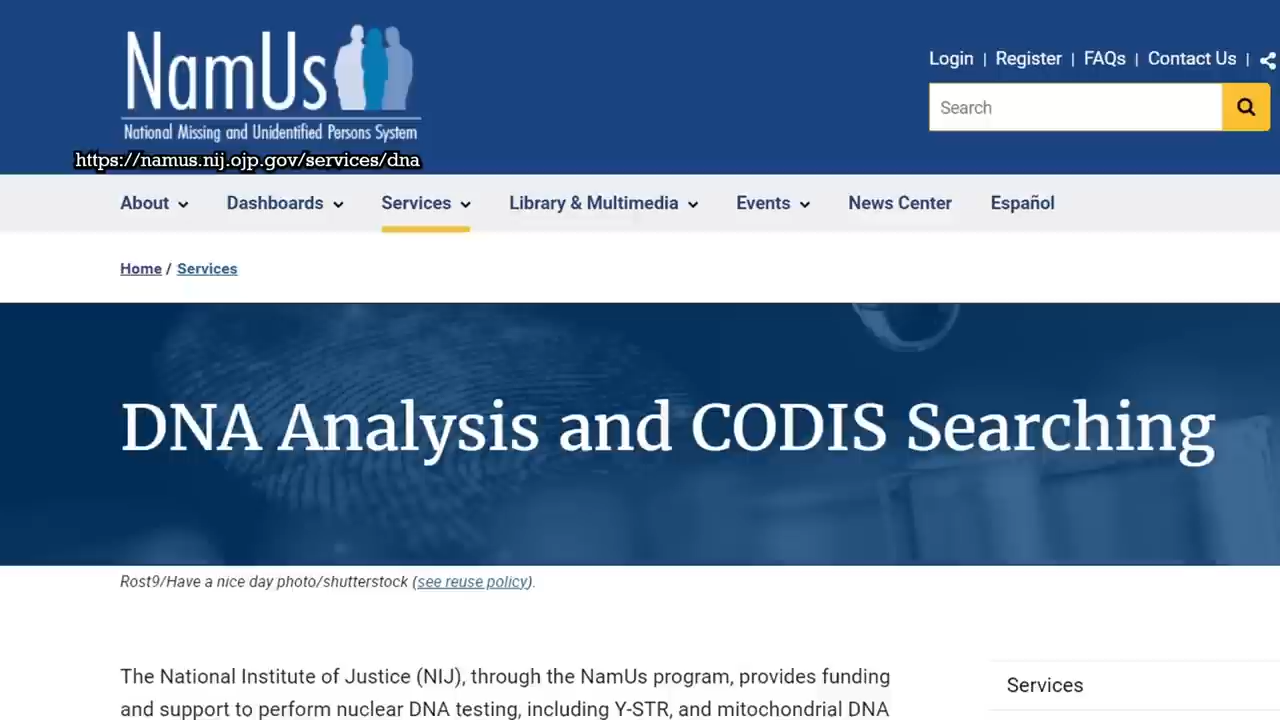 NamUs
National Missing and Unidentified Persons System
https://namus.nij.ojp.gov/services/dna
Login | Register | FAQs | Contact Us |
Search
About Dashboards Services Library & Multimedia Events News Center Español
Home / Services
DNA Analysis and CODIS Searching
Rost9/Have a nice day photo/shutterstock (see reuse policy).
The National Institute of Justice (NIJ), through the NamUs program, provides funding
and support to perform nuclear DNA testing, including Y-STR, and mitochondrial DNA
Services